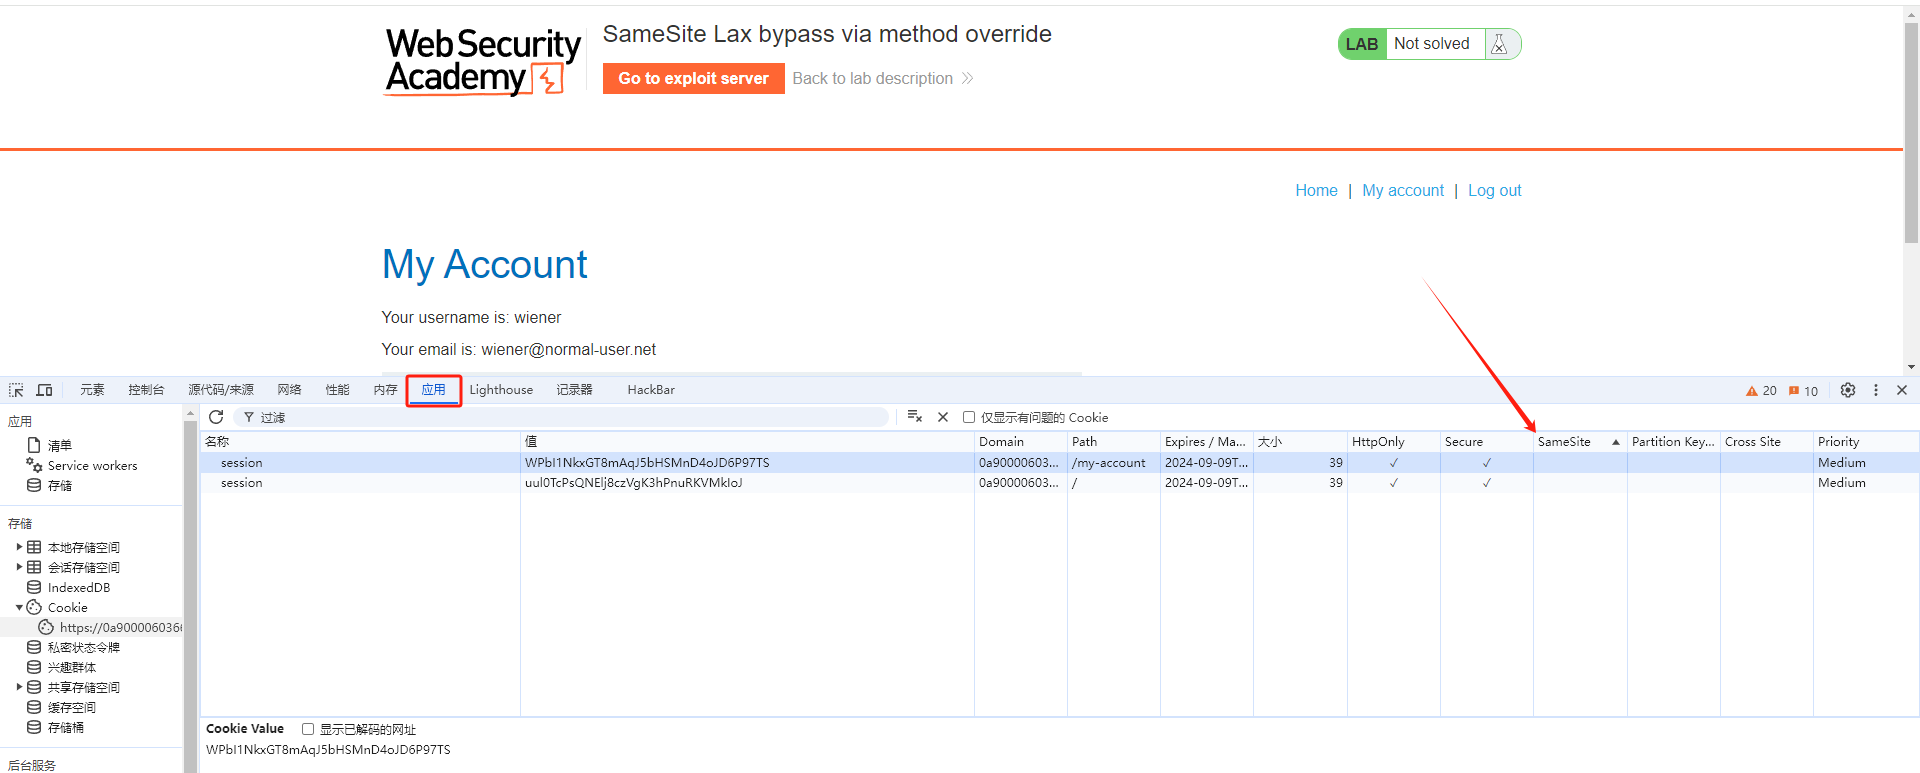 WebSecurity
Academy
SameSite Lax bypass via method override
Go to exploit server
Back to lab description
LAB
Not solved
Home | My account | Log out
My Account
Your username is: wiener
Your email is: wiener@normal-user.net
元素 控制台 源代码/来源 网络 性能 内存 应用 Lighthouse 记录器 HackBar 20 10
应用
清单
Service workers
存储
存储
本地存储空间
会话存储空间
IndexedDB
Cookie
https://0a900006036
私密状态令牌
兴趣群体
共享存储空间
缓存空间
存储桶
后台服务
过滤 仅显示有问题的 Cookie
名称 值 Domain Path Expires / Ma... 大小 HttpOnly Secure SameSite Partition Key... Cross Site Priority
session WPbI1NkxGT8mAqJ5bHSMnD4oJD6P97TS 0a90000603... /my-account 2024-09-09T... 39 ✓ ✓ Medium
session uul0TcPsQNElj8czVgK3hPnuRKVMkIoJ 0a90000603... / 2024-09-09T... 39 ✓ ✓ Medium
Cookie Value 显示已解码的网址
WPbI1NkxGT8mAqJ5bHSMnD4oJD6P97TS